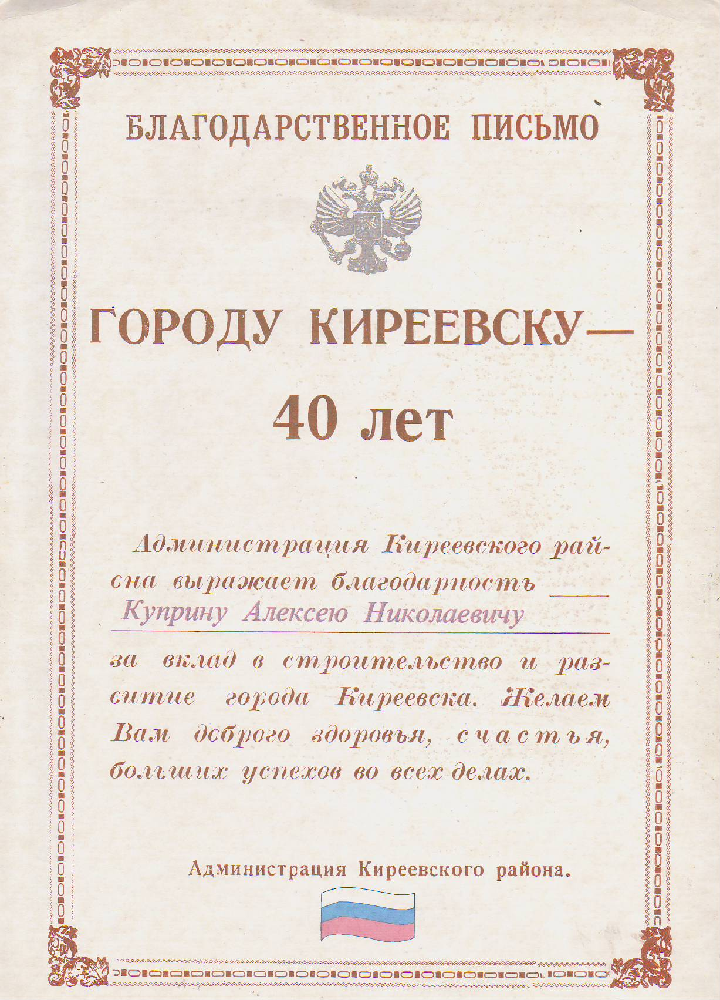 БЛАГОДАРСТВЕННОЕ ПИСЬМО
ГОРОДУ КИРЕЕВСКУ—
40 лет
Администрация Киреевского рай-
она выражает благодарность
Куприну Алексею Николаевичу
за вклад в строительство и раз-
витие города Киреевска. Желаем
Вам доброго здоровья, счастья,
больших успехов во всех делах.
Администрация Киреевского района.